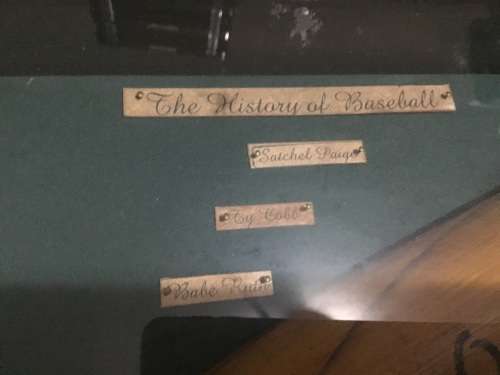 The History of Baseball
Satchel Paige
Ty Cobb
Babe Ruth